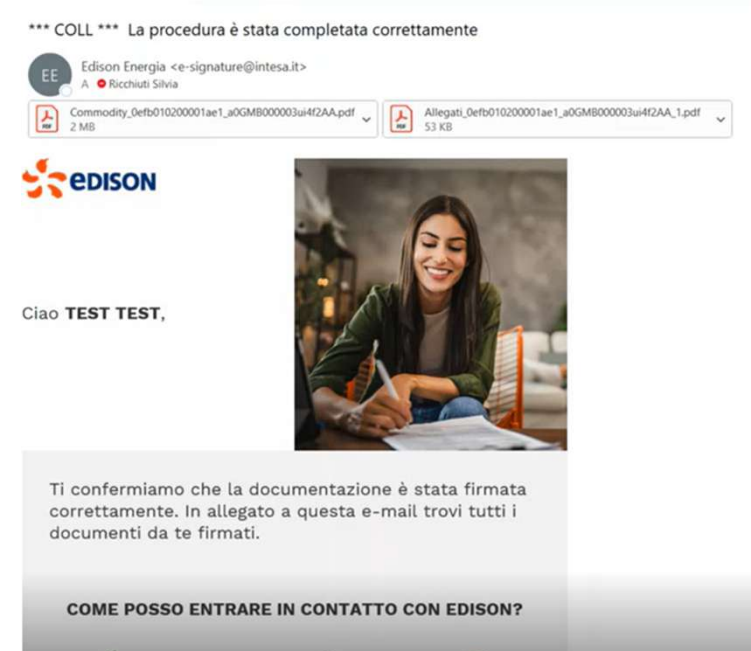 *** COLL *** La procedura è stata completata correttamente
EE
Edison Energia <e-signature@intesa.it>
A Ricchiuti Silvia
Commodity_0efb010200001ae1_a0GMB000003ui4f2AA.pdf
2 MB
Allegati_0efb010200001ae1_a0GMB000003ui4f2AA_1.pdf
53 KB
eDISON
Ciao TEST TEST,
Ti confermiamo che la documentazione è stata firmata
correttamente. In allegato a questa e-mail trovi tutti i
documenti da te firmati.
COME POSSO ENTRARE IN CONTATTO CON EDISON?